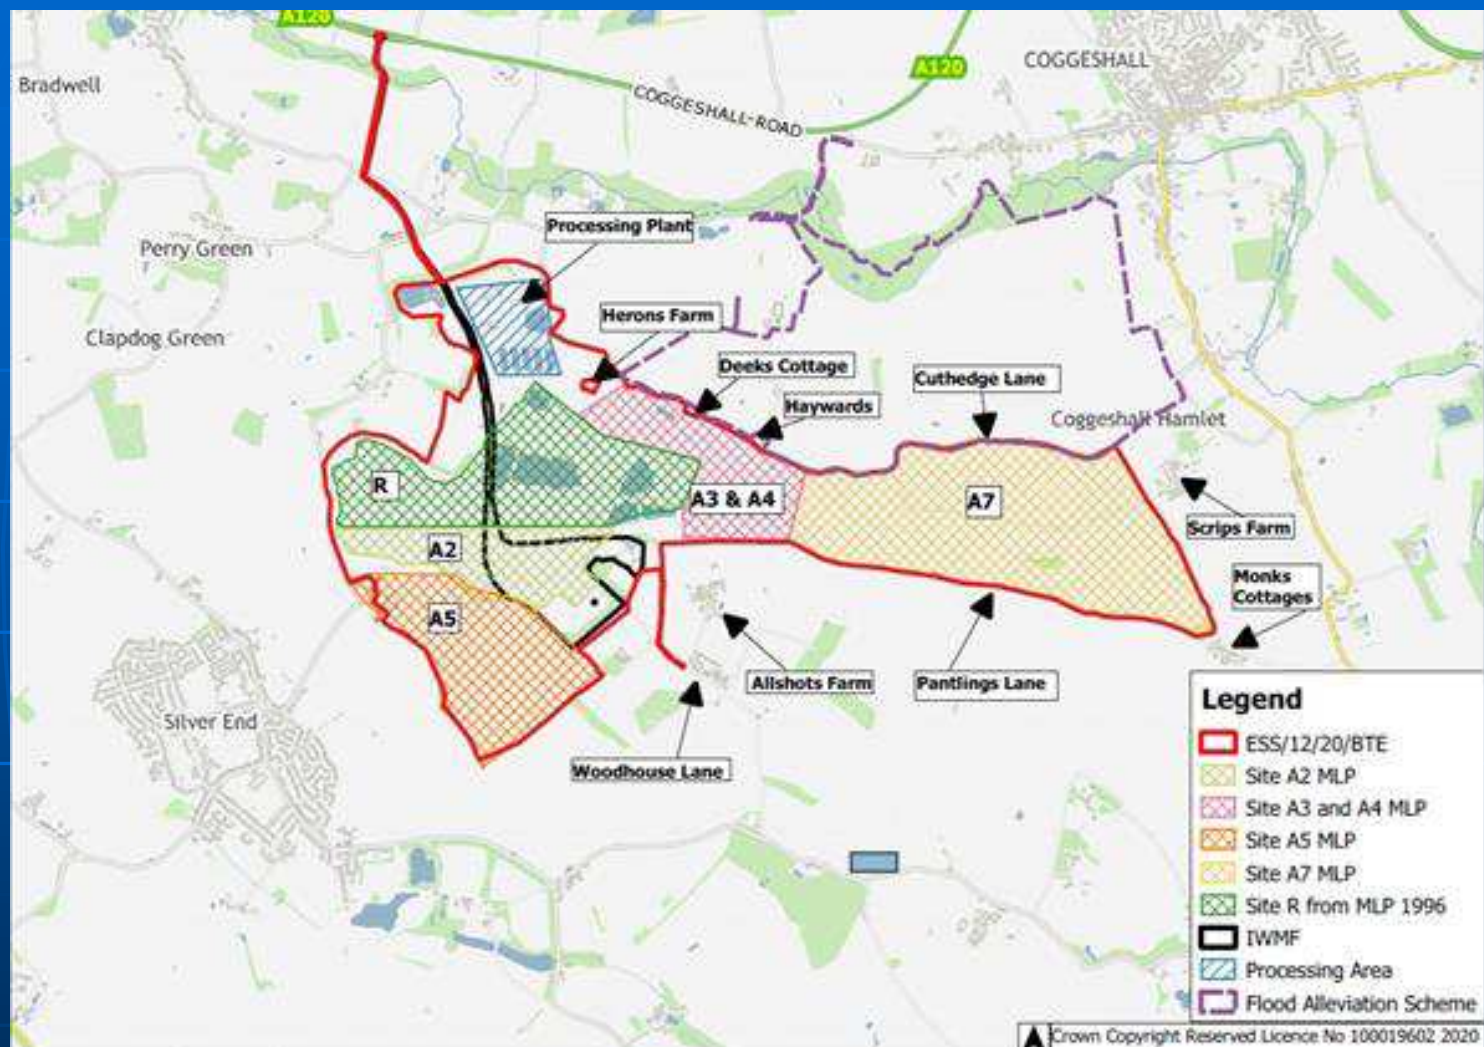 A120
Bradwell
COGGESHALL
A120
COGGESHALL-ROAD
Perry Green
Processing Plant
Clapdog Green
Herons Farm
Deeks Cottage
Haywards
Cuthedge Lane
Coggeshall Hamlet
R
A3 & A4
A7
Scrips Farm
A2
Monks
Cottages
A5
Allshots Farm
Pantlings Lane
Silver End
Woodhouse Lane
Legend
ESS/12/20/BTE
Site A2 MLP
Site A3 and A4 MLP
Site A5 MLP
Site A7 MLP
Site R from MLP 1996
IWMF
Processing Area
Flood Alleviation Scheme
Crown Copyright Reserved Licence No 100019602 2020